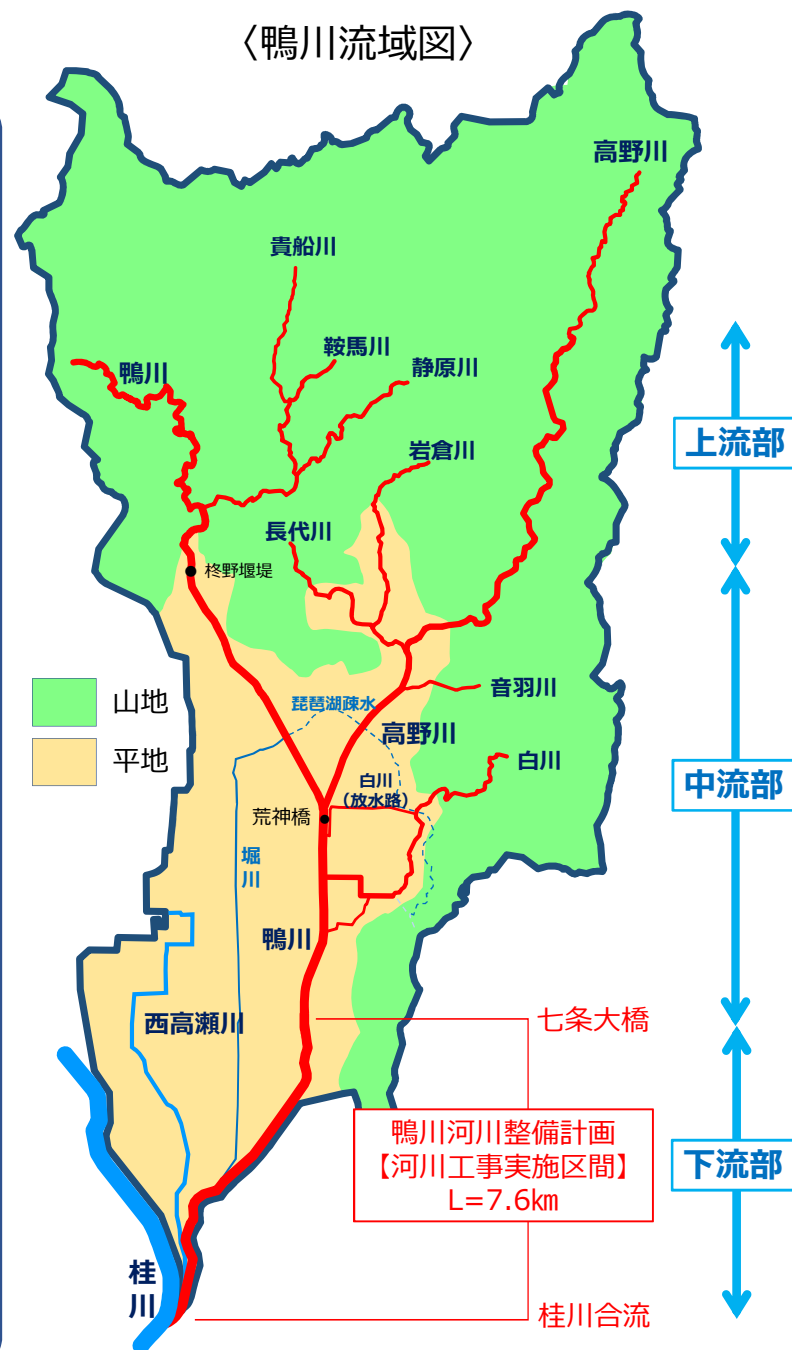 〈鴨川流域図〉
高野川
貴船川
鞍馬川
静原川
鴨川
岩倉川
上流部
長代川
柊野堰堤
山地
平地
音羽川
琵琶湖疏水
高野川
白川
白川
（放水路）
中流部
荒神橋
堀
川
鴨川
西高瀬川
七条大橋
鴨川河川整備計画
【河川工事実施区間】
L=7.6㎞
下流部
桂
川
桂川合流